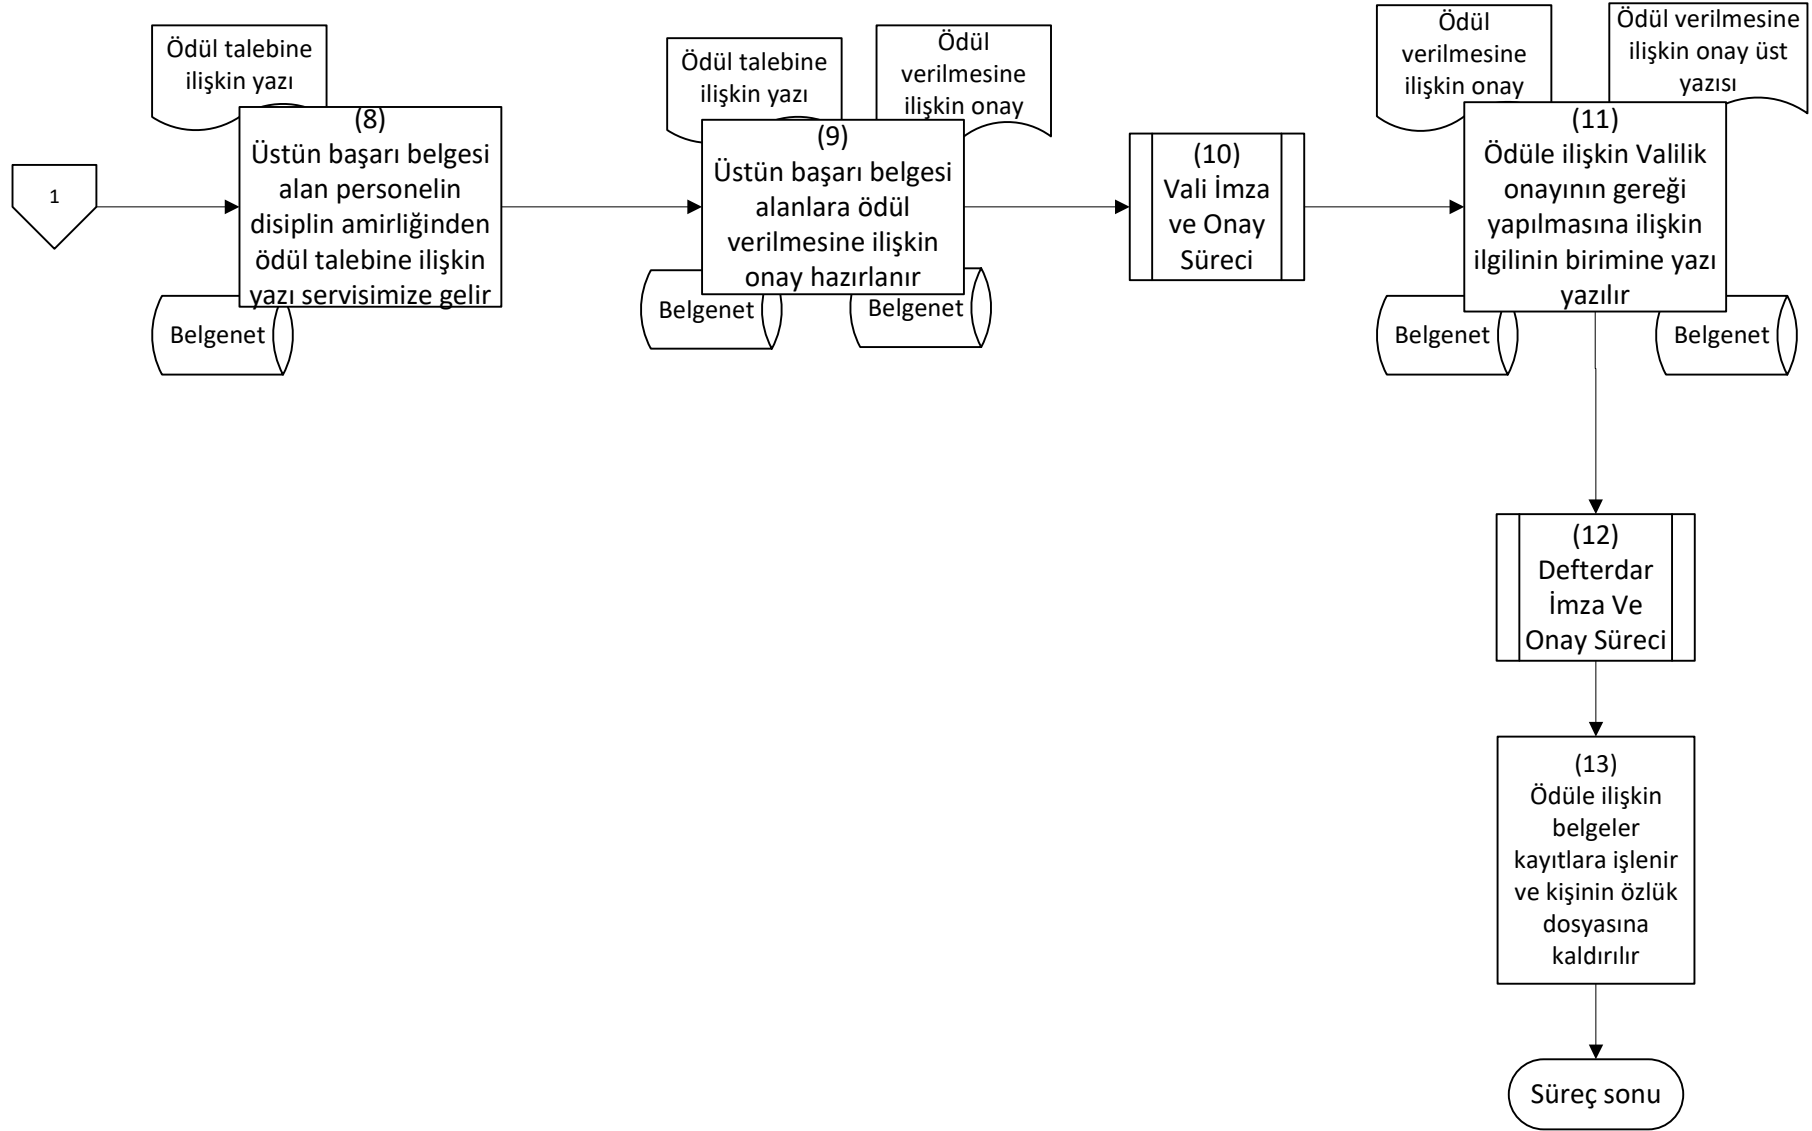 1
Ödül talebine
ilişkin yazı
(8)
Üstün başarı belgesi
alan personelin
disiplin amirliğinden
ödül talebine ilişkin
yazı servisimize gelir
Belgenet
Ödül talebine
ilişkin yazı
Ödül
verilmesine
ilişkin onay
(9)
Üstün başarı belgesi
alanlara ödül
verilmesine ilişkin
onay hazırlanır
Belgenet
Belgenet
(10)
Vali İmza
ve Onay
Süreci
Ödül
verilmesine
ilişkin onay
Ödül verilmesine
ilişkin onay üst
yazısı
(11)
Ödüle ilişkin Valilik
onayının gereği
yapılmasına ilişkin
ilgilinin birimine yazı
yazılır
Belgenet
Belgenet
(12)
Defterdar
İmza Ve
Onay Süreci
(13)
Ödüle ilişkin
belgeler
kayıtlara işlenir
ve kişinin özlük
dosyasına
kaldırılır
Süreç sonu